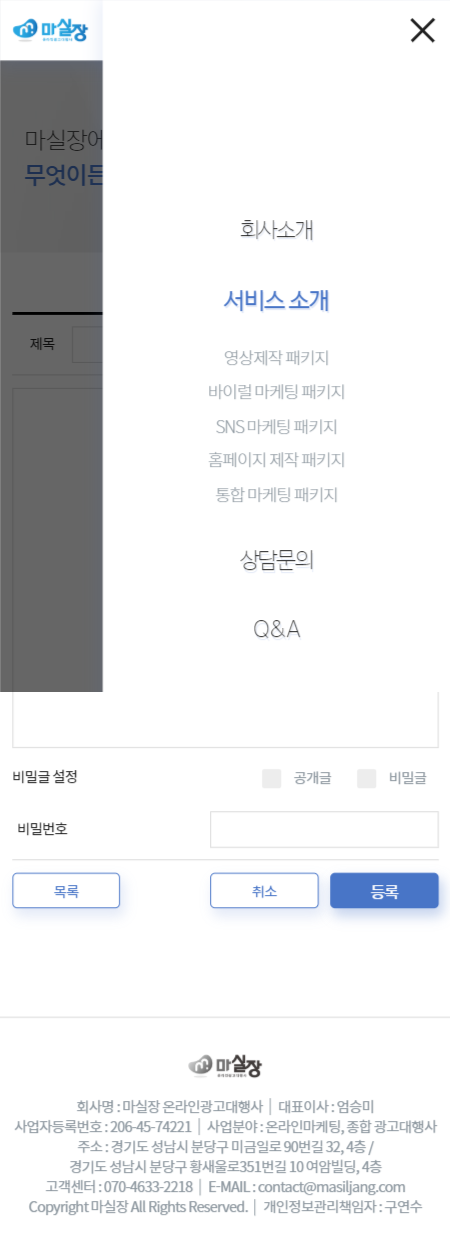 마실장
마실장에
무엇이든
회사소개
서비스 소개
제목
영상제작 패키지
바이럴 마케팅 패키지
SNS 마케팅 패키지
홈페이지 제작 패키지
통합 마케팅 패키지
상담문의
Q&A
비밀글 설정 공개글 비밀글
비밀번호
목록 취소 등록
마실장
회사명 : 마실장 온라인광고대행사 | 대표이사 : 엄승미
사업자등록번호 : 206-45-74221 | 사업분야 : 온라인마케팅, 종합 광고대행사
주소 : 경기도 성남시 분당구 미금일로 90번길 32, 4층 /
경기도 성남시 분당구 황새울로351번길 10 여암빌딩, 4층
고객센터 : 070-4633-2218 | E-MAIL : contact@masiljang.com
Copyright 마실장 All Rights Reserved. | 개인정보관리책임자 : 구연수